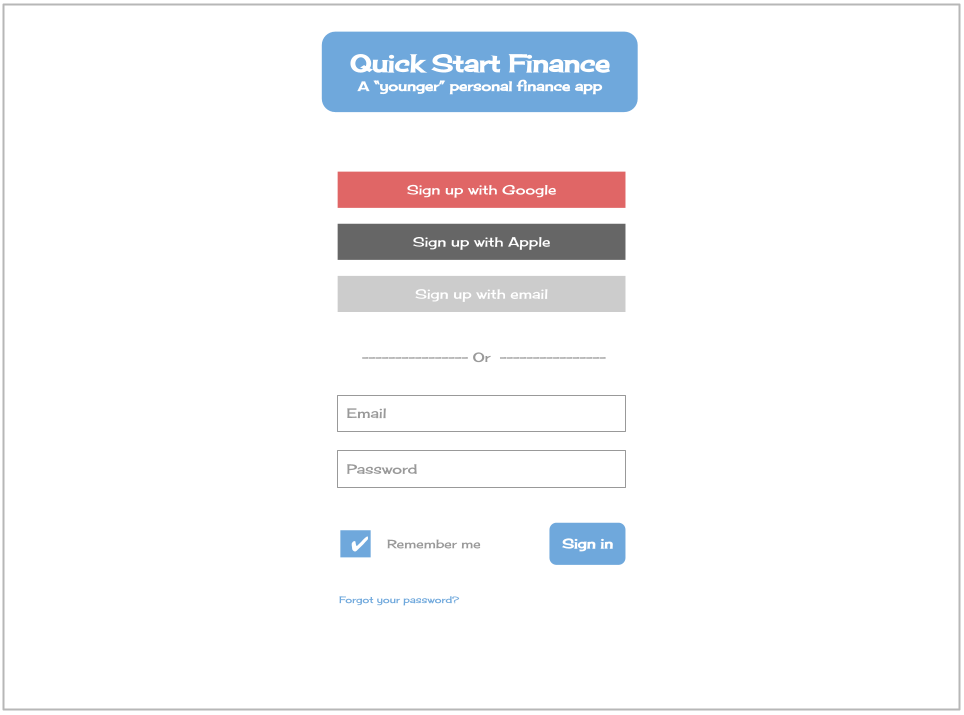 Quick Start Finance
A "younger" personal finance app
Sign up with Google
Sign up with Apple
Sign up with email
---------------- Or ----------------
Email
Password
✔ Remember me
Sign in
Forgot your password?